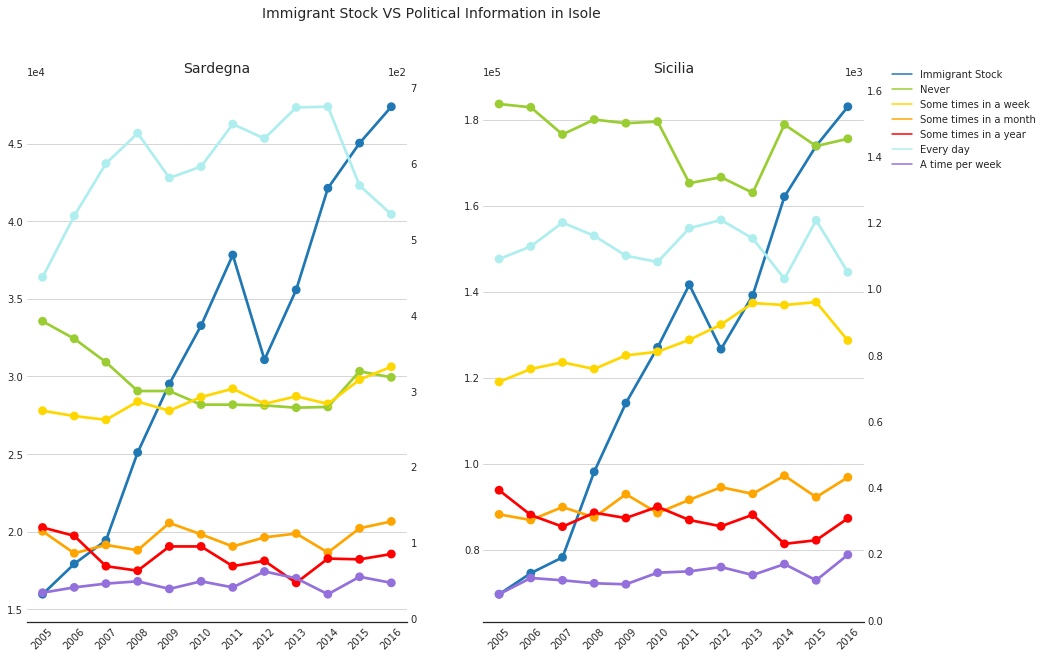 Immigrant Stock VS Political Information in Isole
Sardegna
1e4
1e2
4.5
4.0
3.5
3.0
2.5
2.0
1.5
7
6
5
4
3
2
1
0
2005 2006 2007 2008 2009 2010 2011 2012 2013 2014 2015 2016
Sicilia
1e5
1e3
1.8
1.6
1.4
1.2
1.0
0.8
1.6
1.4
1.2
1.0
0.8
0.6
0.4
0.2
0.0
2005 2006 2007 2008 2009 2010 2011 2012 2013 2014 2015 2016
Immigrant Stock
Never
Some times in a week
Some times in a month
Some times in a year
Every day
A time per week